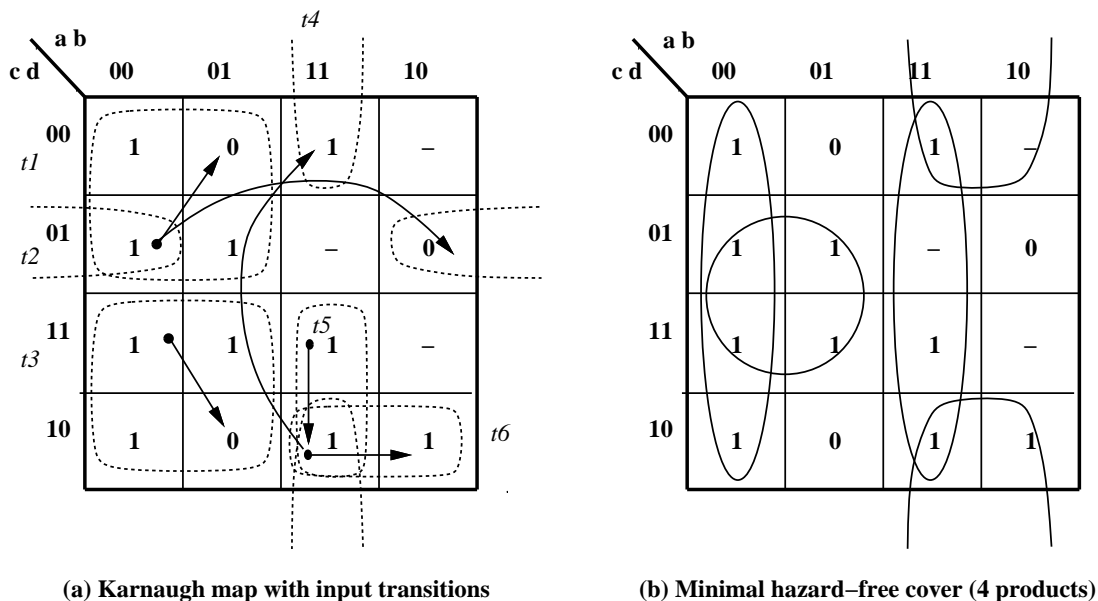 t4
a b
c d 00 01 11 10
00 1 0 1 –
t1
01 1 1 – 0
t2
t5
11 1 1 1 –
t3
10 1 0 1 1 t6
(a) Karnaugh map with input transitions
a b
c d 00 01 11 10
00 1 0 1 –
01 1 1 – 0
11 1 1 1 –
10 1 0 1 1
(b) Minimal hazard–free cover (4 products)